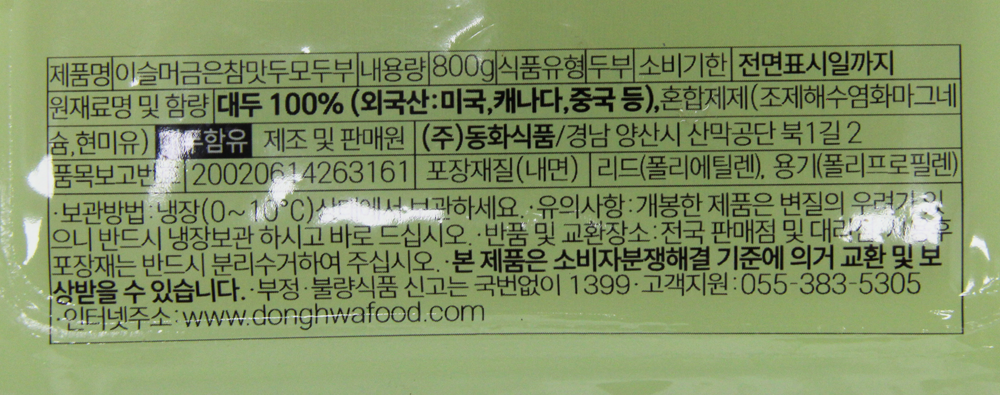 제품명 이슬머금은참맛두모두부 내용량 800g 식품유형 두부 소비기한 전면표시일까지
원재료명 및 함량 대두 100% (외국산:미국,캐나다,중국 등),혼합제제(조제해수염화마그네
슘,현미유) 함유 제조 및 판매원 (주)동화식품/경남 양산시 산막공단 북1길 2
품목보고번 20020614263161 포장재질(내면) 리드(폴리에틸렌), 용기(폴리프로필렌)
·보관방법:냉장(0~10℃) 보관하세요. ·유의사항:개봉한 제품은 변질의 우려가
으니 반드시 냉장보관 하시고 바로 드십시오. ·반품 및 교환장소:전국 판매점 및
포장재는 반드시 분리수거하여 주십시오. ·본 제품은 소비자분쟁해결 기준에 의거 교환 및 보
상받을 수 있습니다. ·부정·불량식품 신고는 국번없이 1399·고객지원:055-383-5305
·인터넷주소:www.donghwafood.com